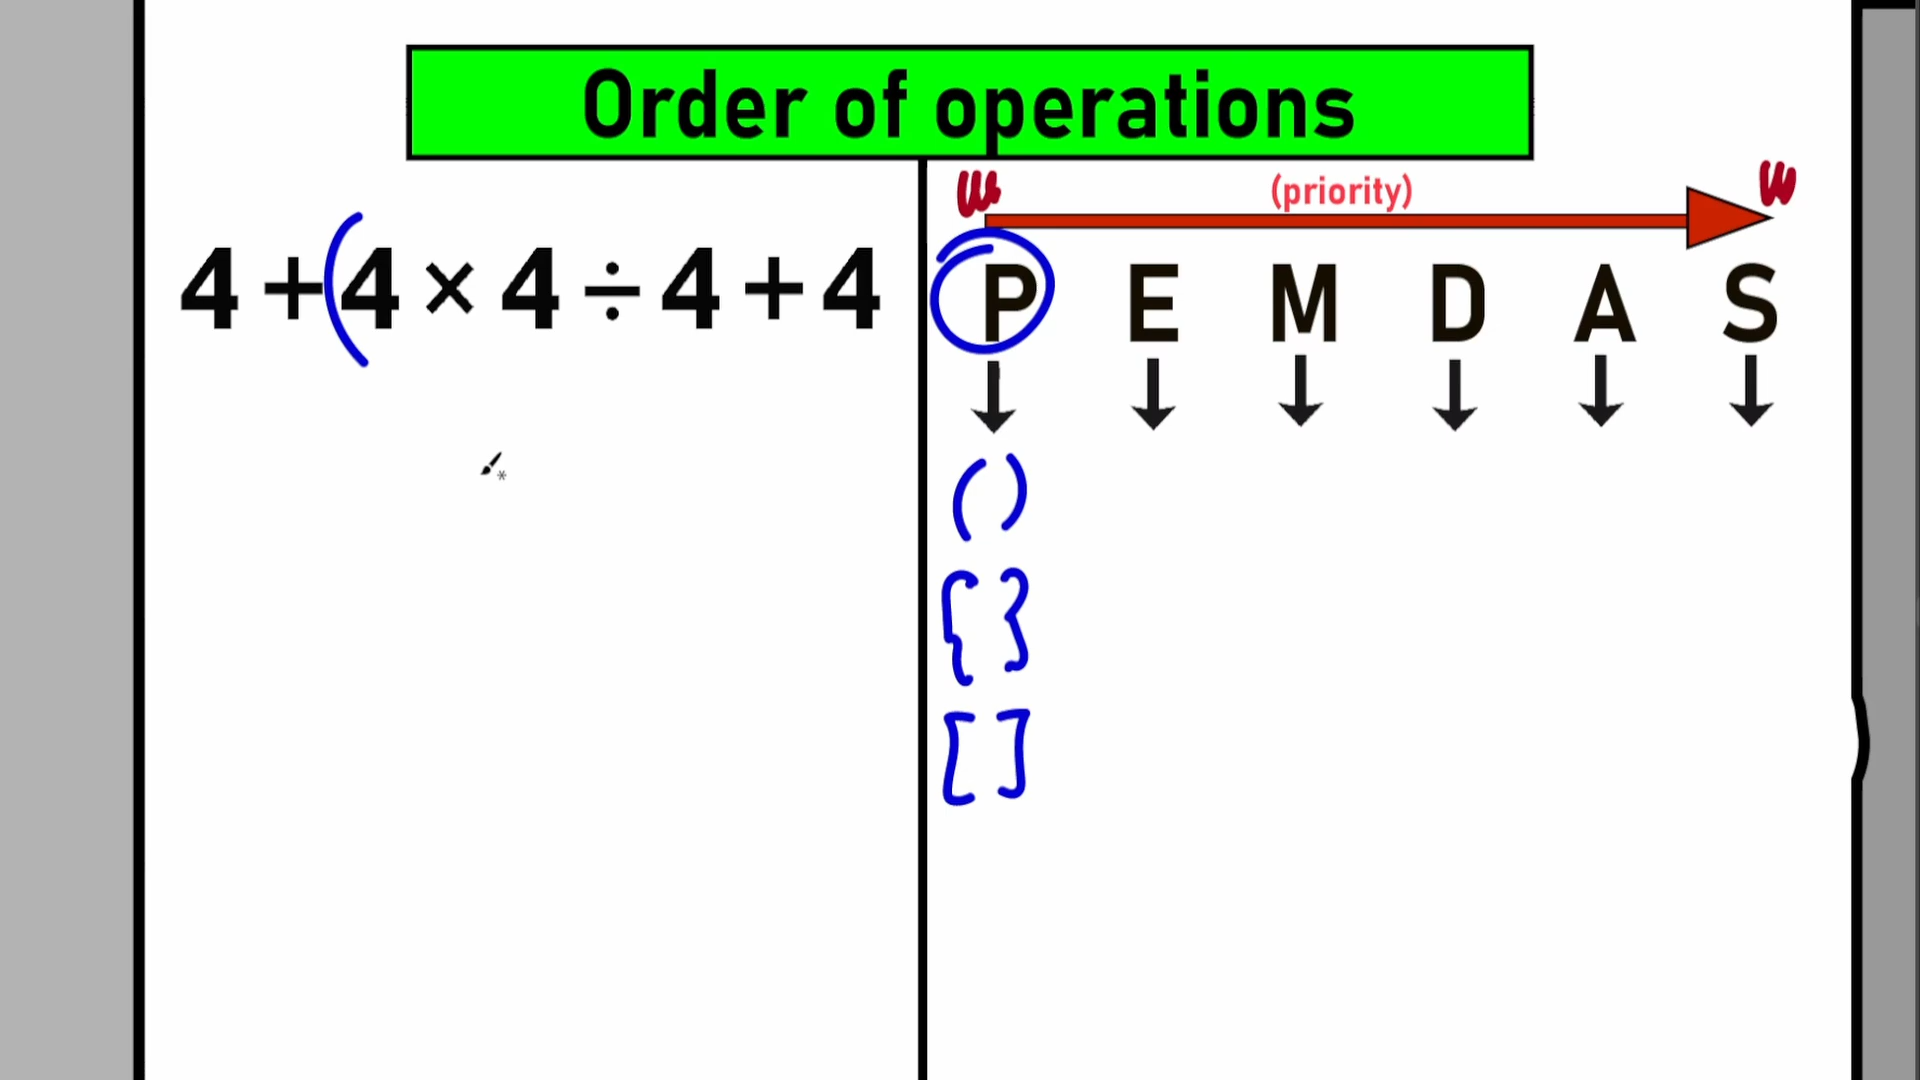 Order of operations
(priority)
4 + (4 × 4 ÷ 4 + 4
P E M D A S
↓ ↓ ↓ ↓ ↓ ↓
( )
{ }
[ ]